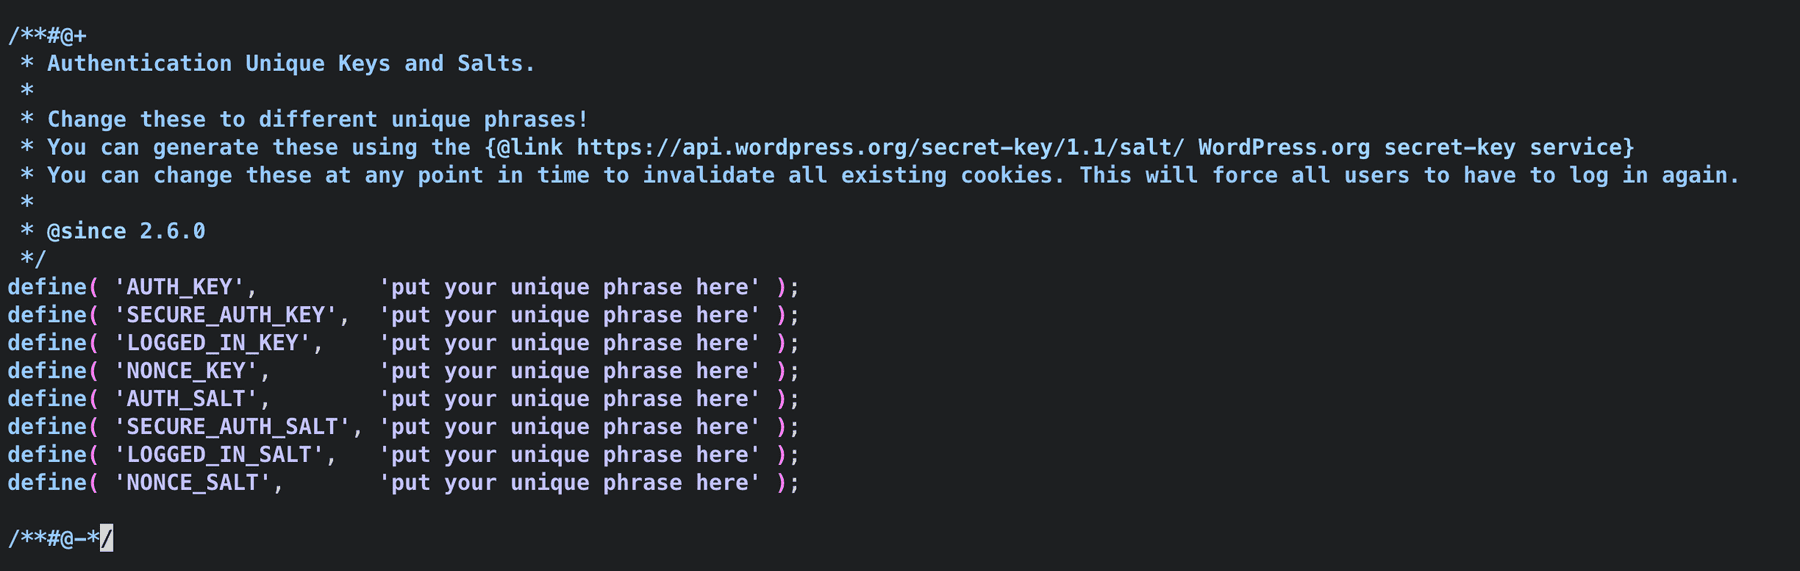 /**#@+
 * Authentication Unique Keys and Salts.
 *
 * Change these to different unique phrases!
 * You can generate these using the {@link https://api.wordpress.org/secret-key/1.1/salt/ WordPress.org secret-key service}
 * You can change these at any point in time to invalidate all existing cookies. This will force all users to have to log in again.
 *
 * @since 2.6.0
 */
define( 'AUTH_KEY',         'put your unique phrase here' );
define( 'SECURE_AUTH_KEY',  'put your unique phrase here' );
define( 'LOGGED_IN_KEY',    'put your unique phrase here' );
define( 'NONCE_KEY',        'put your unique phrase here' );
define( 'AUTH_SALT',        'put your unique phrase here' );
define( 'SECURE_AUTH_SALT', 'put your unique phrase here' );
define( 'LOGGED_IN_SALT',   'put your unique phrase here' );
define( 'NONCE_SALT',       'put your unique phrase here' );

/**#@-*/